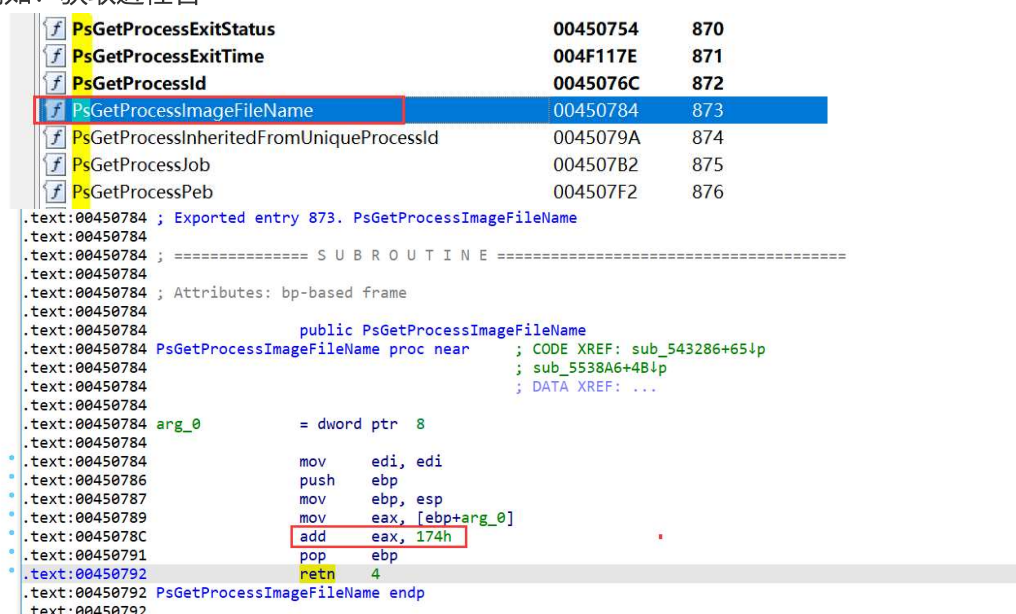 PsGetProcessExitStatus 00450754 870
PsGetProcessExitTime 004F117E 871
PsGetProcessId 0045076C 872
PsGetProcessImageFileName 00450784 873
PsGetProcessInheritedFromUniqueProcessId 0045079A 874
PsGetProcessJob 004507B2 875
PsGetProcessPeb 004507F2 876
.text:00450784 ; Exported entry 873. PsGetProcessImageFileName
.text:00450784
.text:00450784 ; =============== S U B R O U T I N E =======================================
.text:00450784
.text:00450784 ; Attributes: bp-based frame
.text:00450784
.text:00450784 public PsGetProcessImageFileName
.text:00450784 PsGetProcessImageFileName proc near ; CODE XREF: sub_543286+65↓p
.text:00450784 ; sub_5538A6+4B↓p
.text:00450784 ; DATA XREF: ...
.text:00450784
.text:00450784 arg_0 = dword ptr 8
.text:00450784
.text:00450784 mov edi, edi
.text:00450786 push ebp
.text:00450787 mov ebp, esp
.text:00450789 mov eax, [ebp+arg_0]
.text:0045078C add eax, 174h
.text:00450791 pop ebp
.text:00450792 retn 4
.text:00450792 PsGetProcessImageFileName endp
.text:00450792